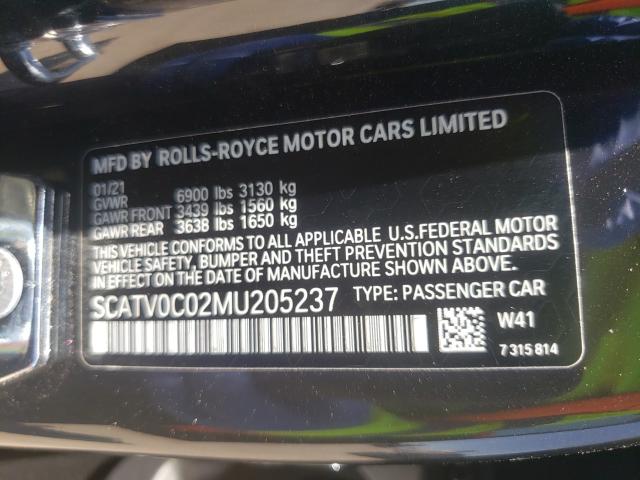 MFD BY ROLLS-ROYCE MOTOR CARS LIMITED
01/21
GVWR 6900 lbs 3130 kg
GAWR FRONT 3439 lbs 1560 kg
GAWR REAR 3638 lbs 1650 kg
THIS VEHICLE CONFORMS TO ALL APPLICABLE U.S.FEDERAL MOTOR
VEHICLE SAFETY, BUMPER AND THEFT PREVENTION STANDARDS
IN EFFECT ON THE DATE OF MANUFACTURE SHOWN ABOVE.
SCATV0C02MU205237 TYPE: PASSENGER CAR
W41
7 315 814